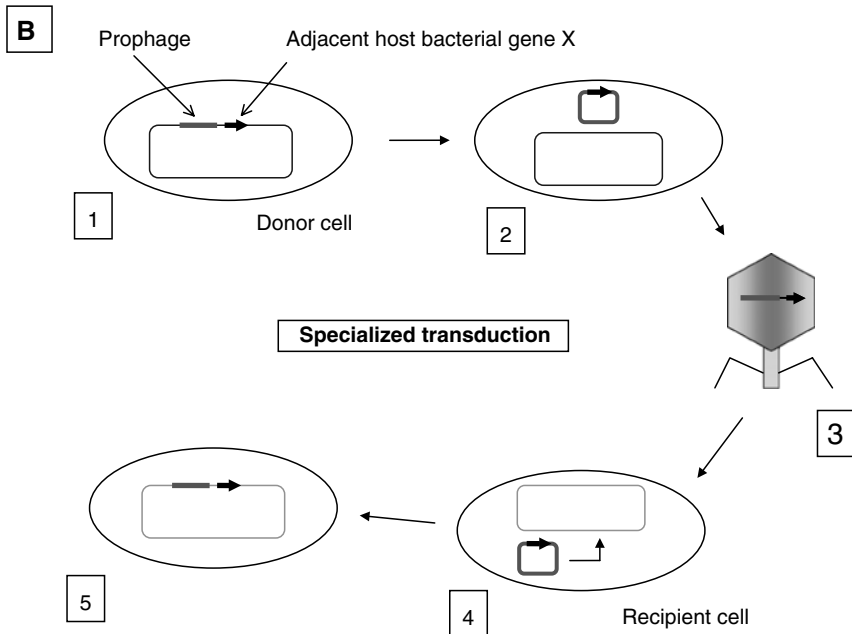 B
Prophage
Adjacent host bacterial gene X
1
Donor cell
2
Specialized transduction
3
5
4
Recipient cell